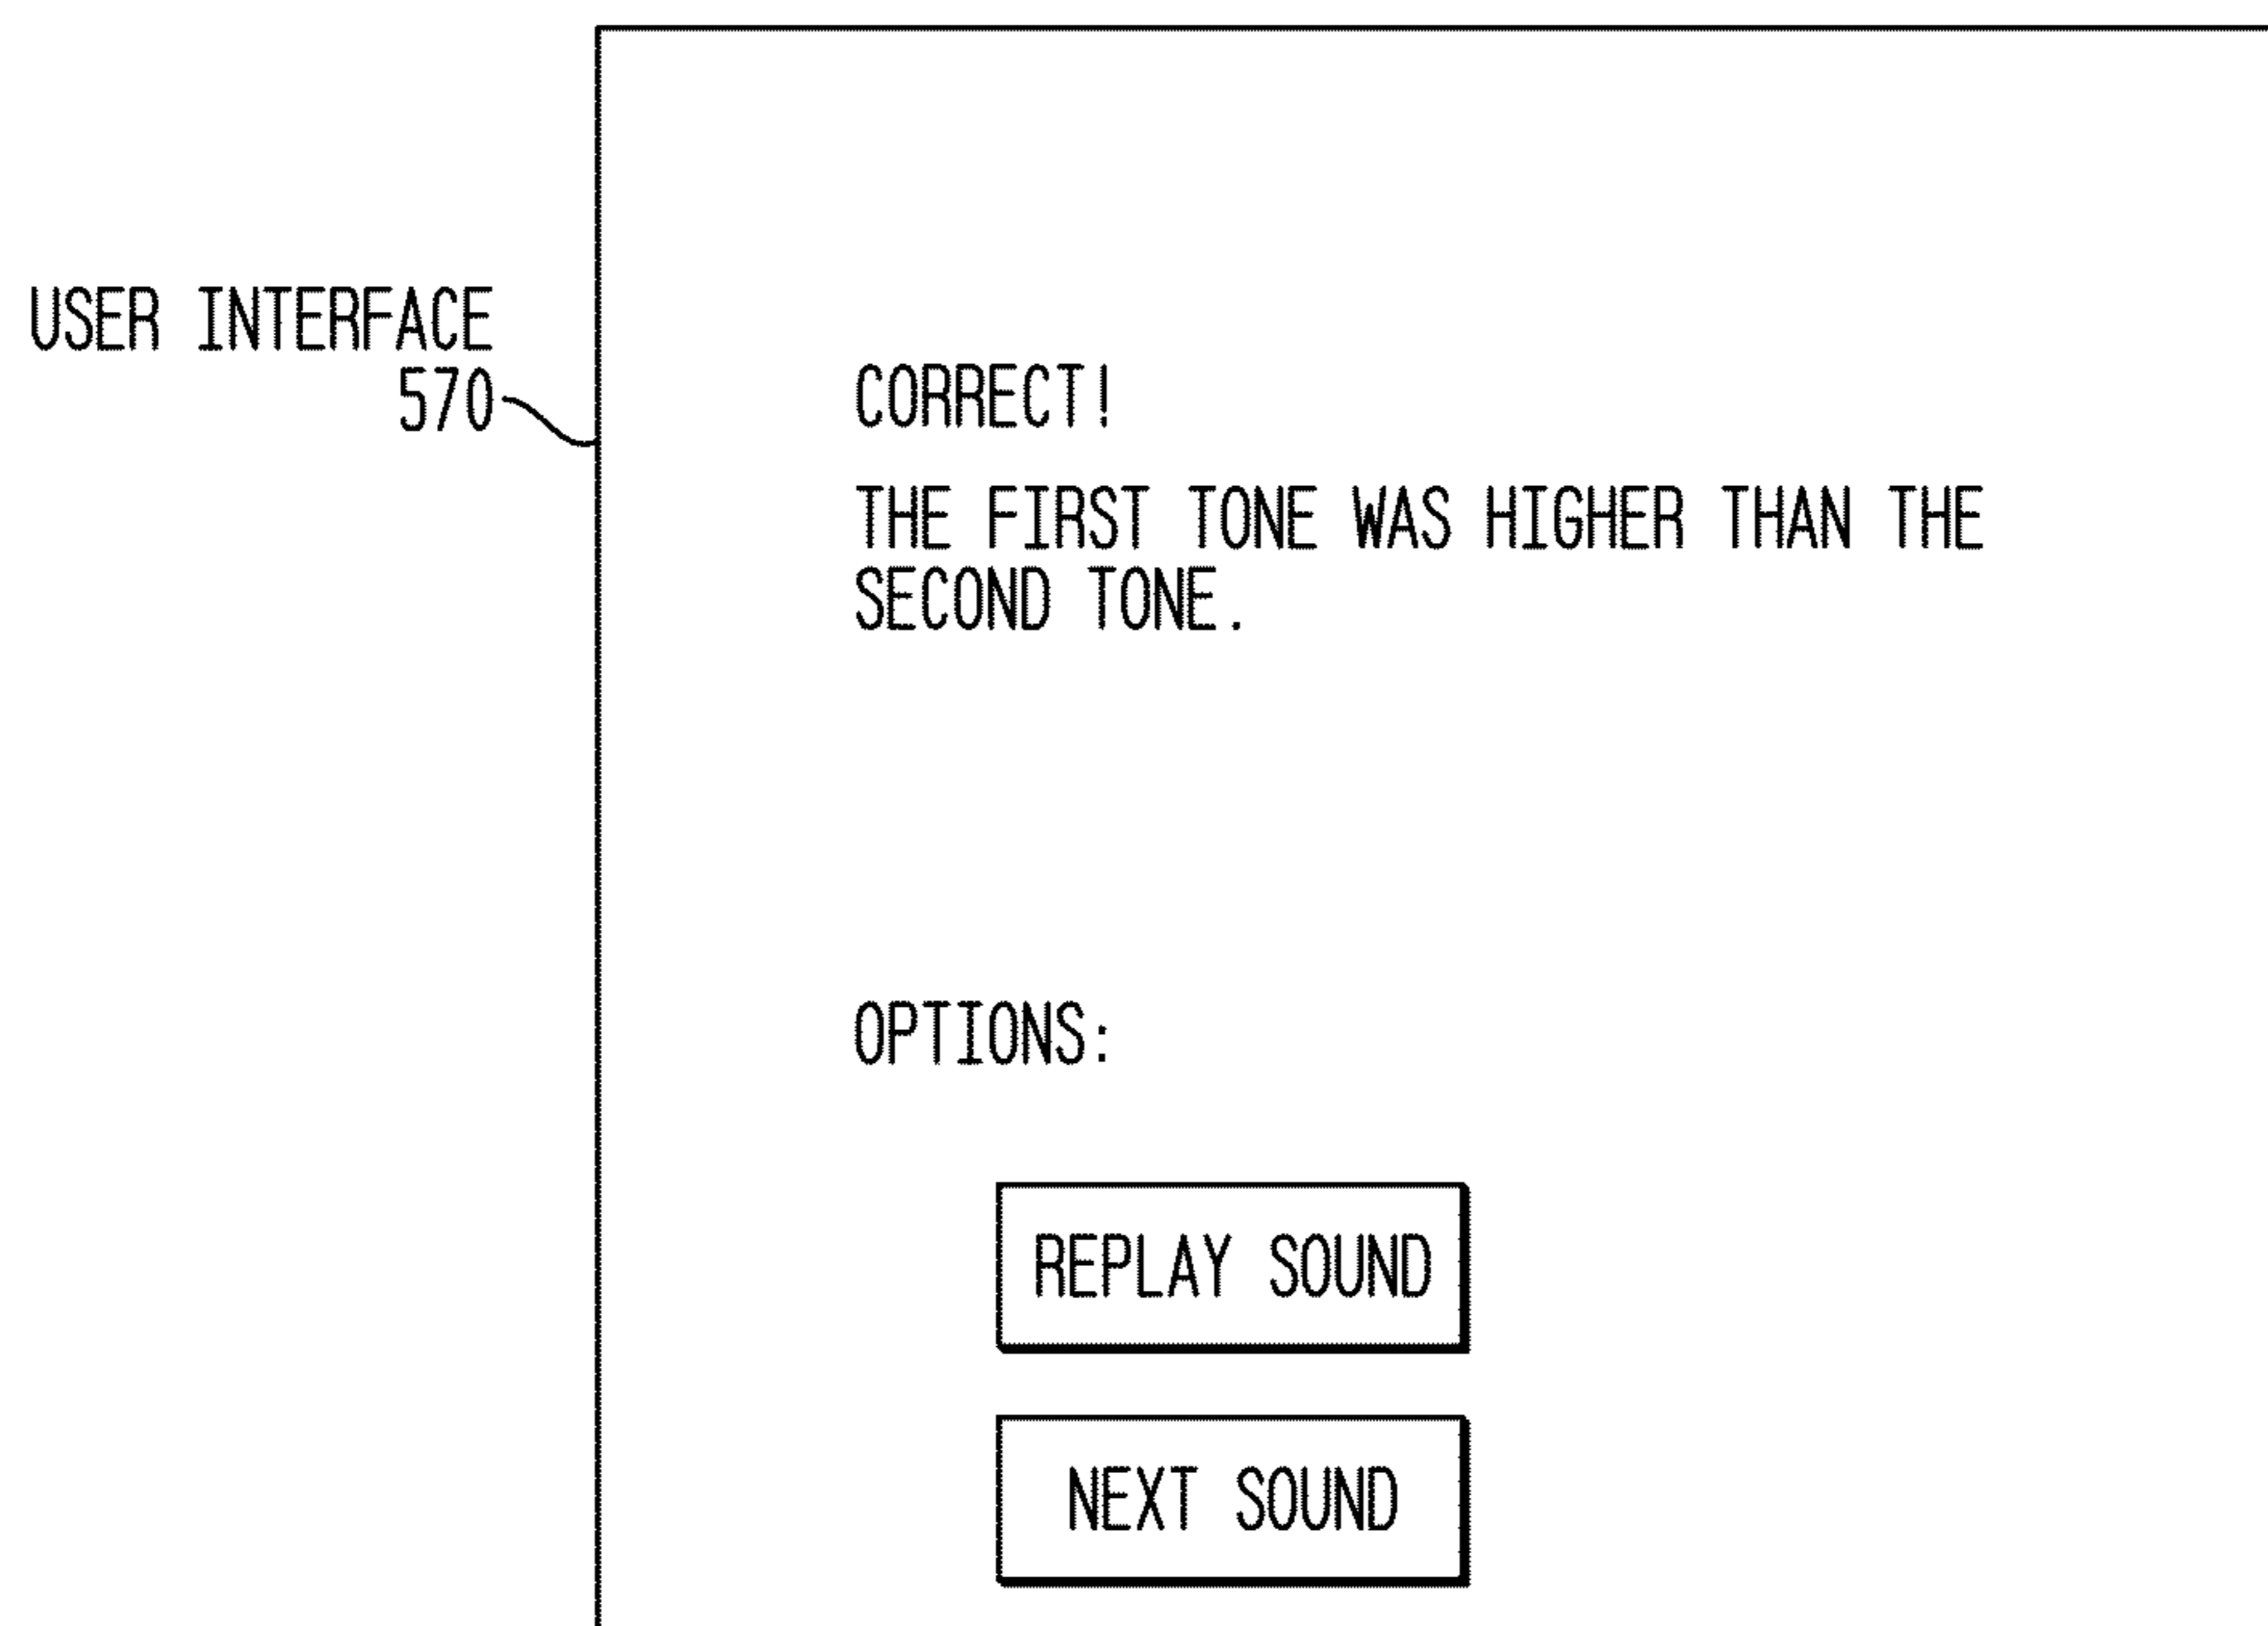 USER INTERFACE
570
CORRECT!
THE FIRST TONE WAS HIGHER THAN THE
SECOND TONE.
OPTIONS:
REPLAY SOUND
NEXT SOUND